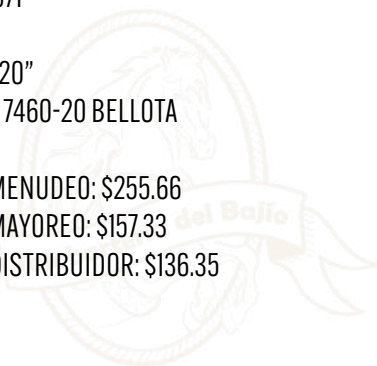 20”
7460-20 BELLOTA
MENUDEO: $255.66
MAYOREO: $157.33
DISTRIBUIDOR: $136.35
del Bajío